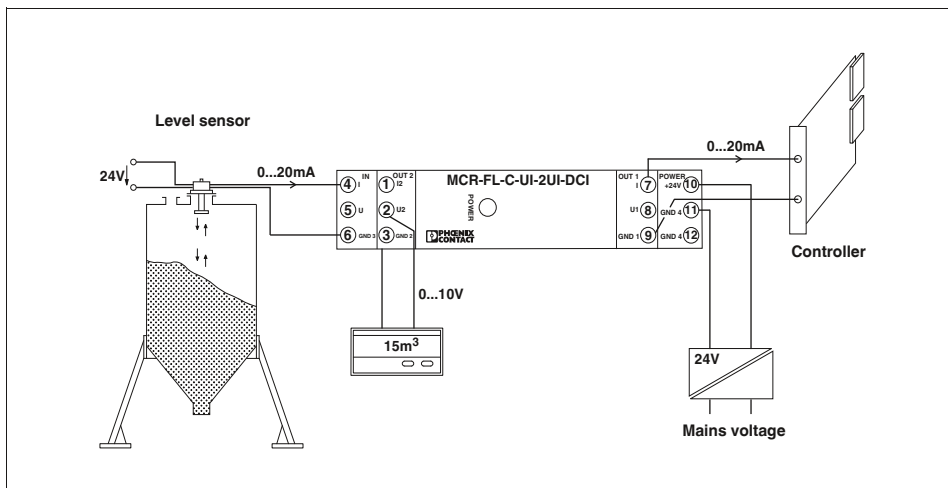 Level sensor
24V
0...20mA
IN
4 I
5 U
6 GND 3
OUT 2
1 I2
2 U2
3 GND 2
MCR-FL-C-UI-2UI-DCI
POWER
PHŒNIX
CONTACT
OUT 1
I 7
U1 8
GND 1 9
POWER
+24V 10
GND 4 11
GND 4 12
0...20mA
Controller
0...10V
15m³
24V
Mains voltage